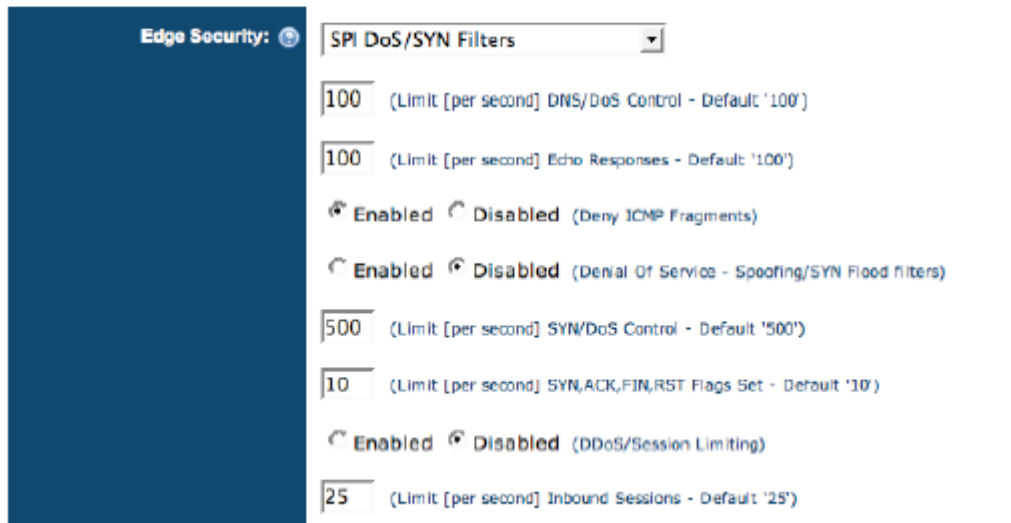 Edge Security: ? SPI DoS/SYN Filters
100 (Limit [per second] DNS/DoS Control - Default '100')
100 (Limit [per second] Echo Responses - Default '100')
Enabled Disabled (Deny ICMP Fragments)
Enabled Disabled (Denial Of Service - Spoofing/SYN Flood filters)
500 (Limit [per second] SYN/DoS Control - Default '500')
10 (Limit [per second] SYN,ACK,FIN,RST Flags Set - Default '10')
Enabled Disabled (DDoS/Session Limiting)
25 (Limit [per second] Inbound Sessions - Default '25')